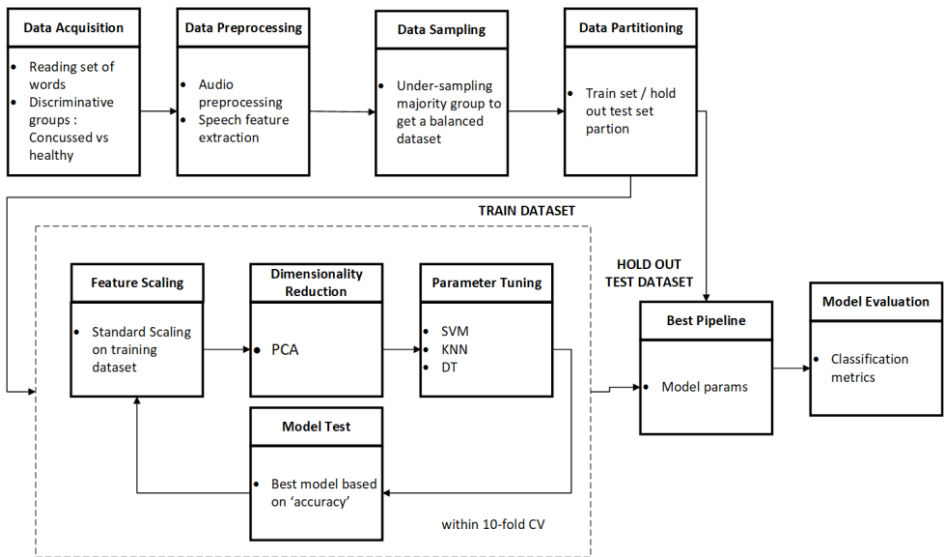 Data Acquisition
• Reading set of
words
• Discriminative
groups :
Concussed vs
healthy
Data Preprocessing
• Audio
preprocessing
• Speech feature
extraction
Data Sampling
• Under-sampling
majority group to
get a balanced
dataset
Data Partitioning
• Train set / hold
out test set
partion
TRAIN DATASET
HOLD OUT
TEST DATASET
Feature Scaling
• Standard Scaling
on training
dataset
Dimensionality
Reduction
• PCA
Parameter Tuning
• SVM
• KNN
• DT
Model Test
• Best model based
on ‘accuracy’
within 10-fold CV
Best Pipeline
• Model params
Model Evaluation
• Classification
metrics